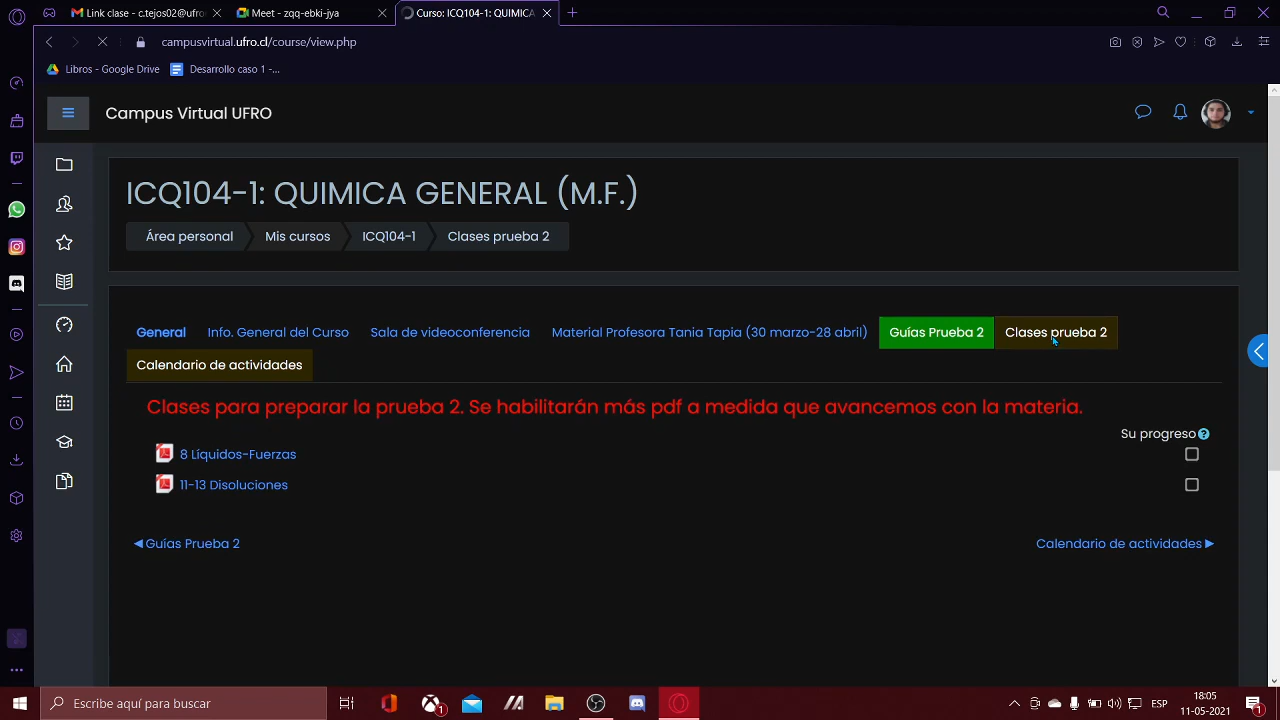 Link clase - c.tejos02@ufro
Meet - zqq-ebki-jya
Curso: ICQ104-1: QUIMICA
campusvirtual.ufro.cl/course/view.php
Libros - Google Drive
Desarrollo caso 1 -...
Campus Virtual UFRO
ICQ104-1: QUIMICA GENERAL (M.F.)
Área personal
Mis cursos
ICQ104-1
Clases prueba 2
General
Info. General del Curso
Sala de videoconferencia
Material Profesora Tania Tapia (30 marzo-28 abril)
Guías Prueba 2
Clases prueba 2
Calendario de actividades
Clases para preparar la prueba 2. Se habilitarán más pdf a medida que avancemos con la materia.
Su progreso
8 Líquidos-Fuerzas
11-13 Disoluciones
◀ Guías Prueba 2
Calendario de actividades ▶
Escribe aquí para buscar
1
ESP
18:05
11-05-2021
1